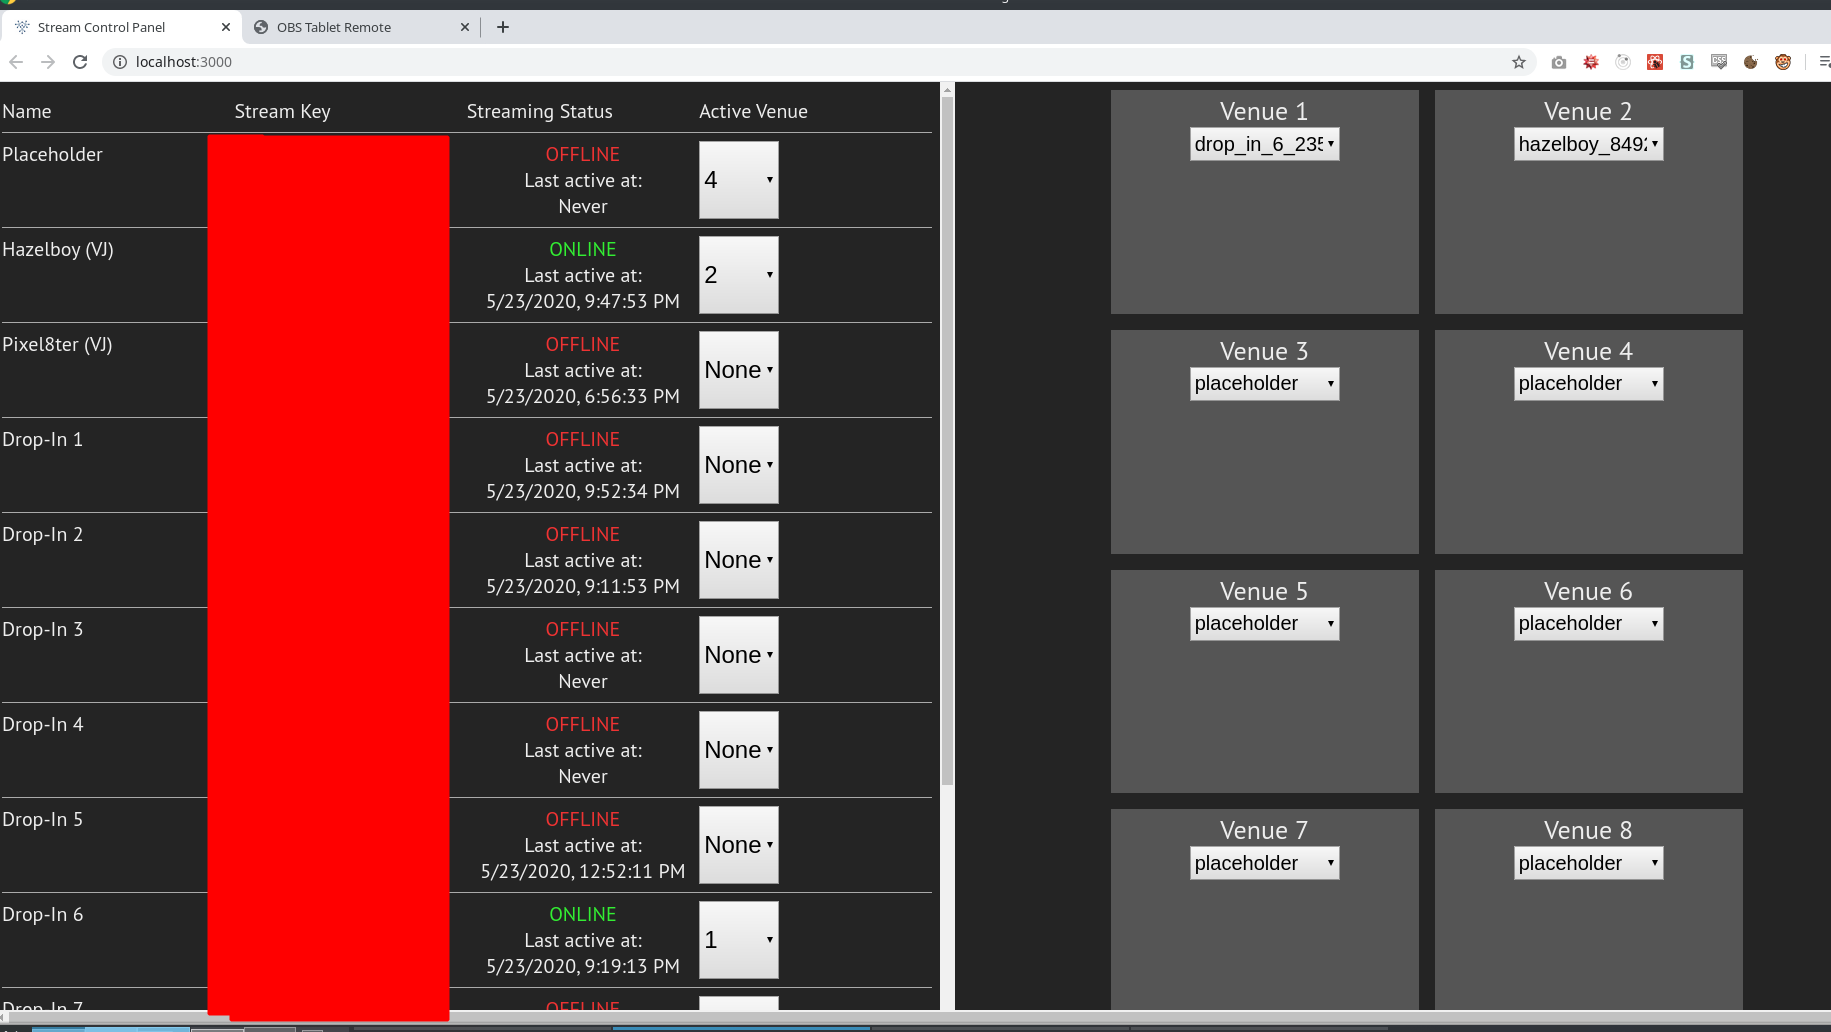 Stream Control Panel
OBS Tablet Remote
localhost:3000
Name Stream Key Streaming Status Active Venue
Placeholder OFFLINE
Last active at:
Never
4
Hazelboy (VJ) ONLINE
Last active at:
5/23/2020, 9:47:53 PM
2
Pixel8ter (VJ) OFFLINE
Last active at:
5/23/2020, 6:56:33 PM
None
Drop-In 1 OFFLINE
Last active at:
5/23/2020, 9:52:34 PM
None
Drop-In 2 OFFLINE
Last active at:
5/23/2020, 9:11:53 PM
None
Drop-In 3 OFFLINE
Last active at:
Never
None
Drop-In 4 OFFLINE
Last active at:
Never
None
Drop-In 5 OFFLINE
Last active at:
5/23/2020, 12:52:11 PM
None
Drop-In 6 ONLINE
Last active at:
5/23/2020, 9:19:13 PM
1
Drop-In 7 OFFLINE
Venue 1
drop_in_6_235
Venue 2
hazelboy_8492
Venue 3
placeholder
Venue 4
placeholder
Venue 5
placeholder
Venue 6
placeholder
Venue 7
placeholder
Venue 8
placeholder